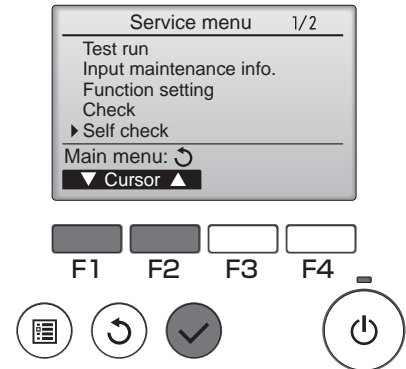 Service menu 1/2
Test run
Input maintenance info.
Function setting
Check
Self check
Main menu:
▼ Cursor ▲
F1 F2 F3 F4